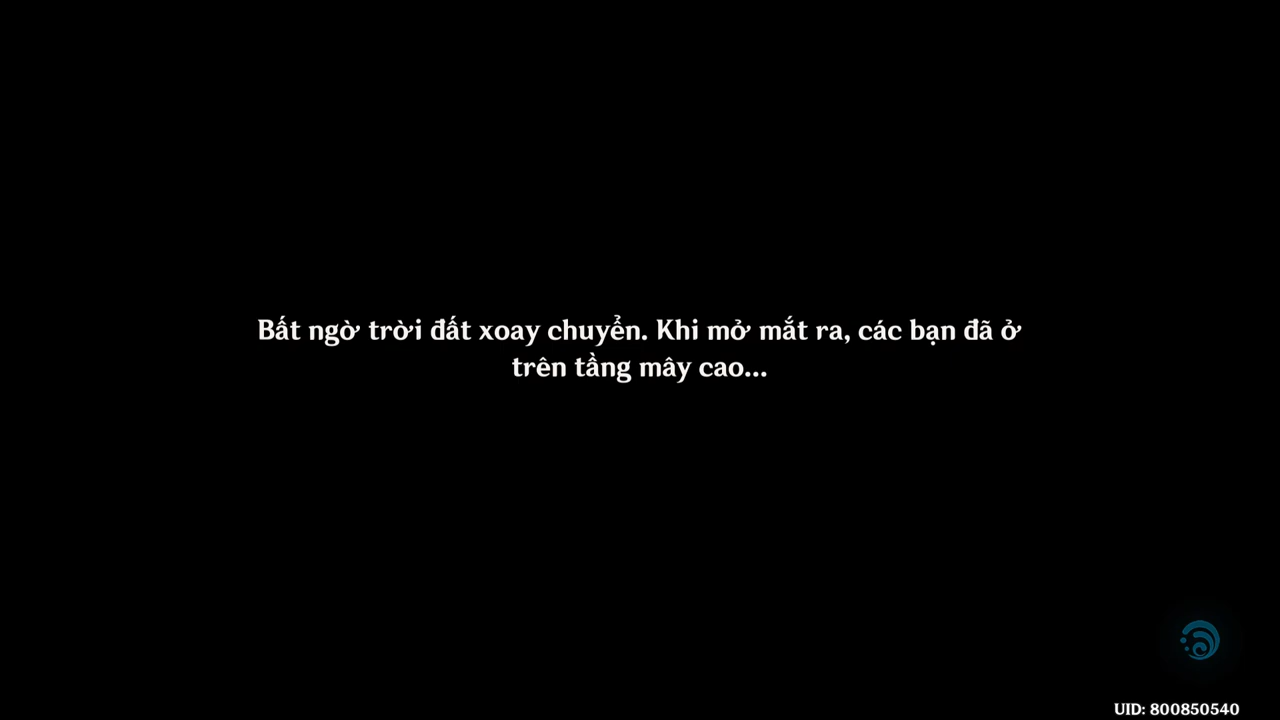 Bất ngờ trời đất xoay chuyển. Khi mở mắt ra, các bạn đã ở
trên tầng mây cao...
UID: 800850540